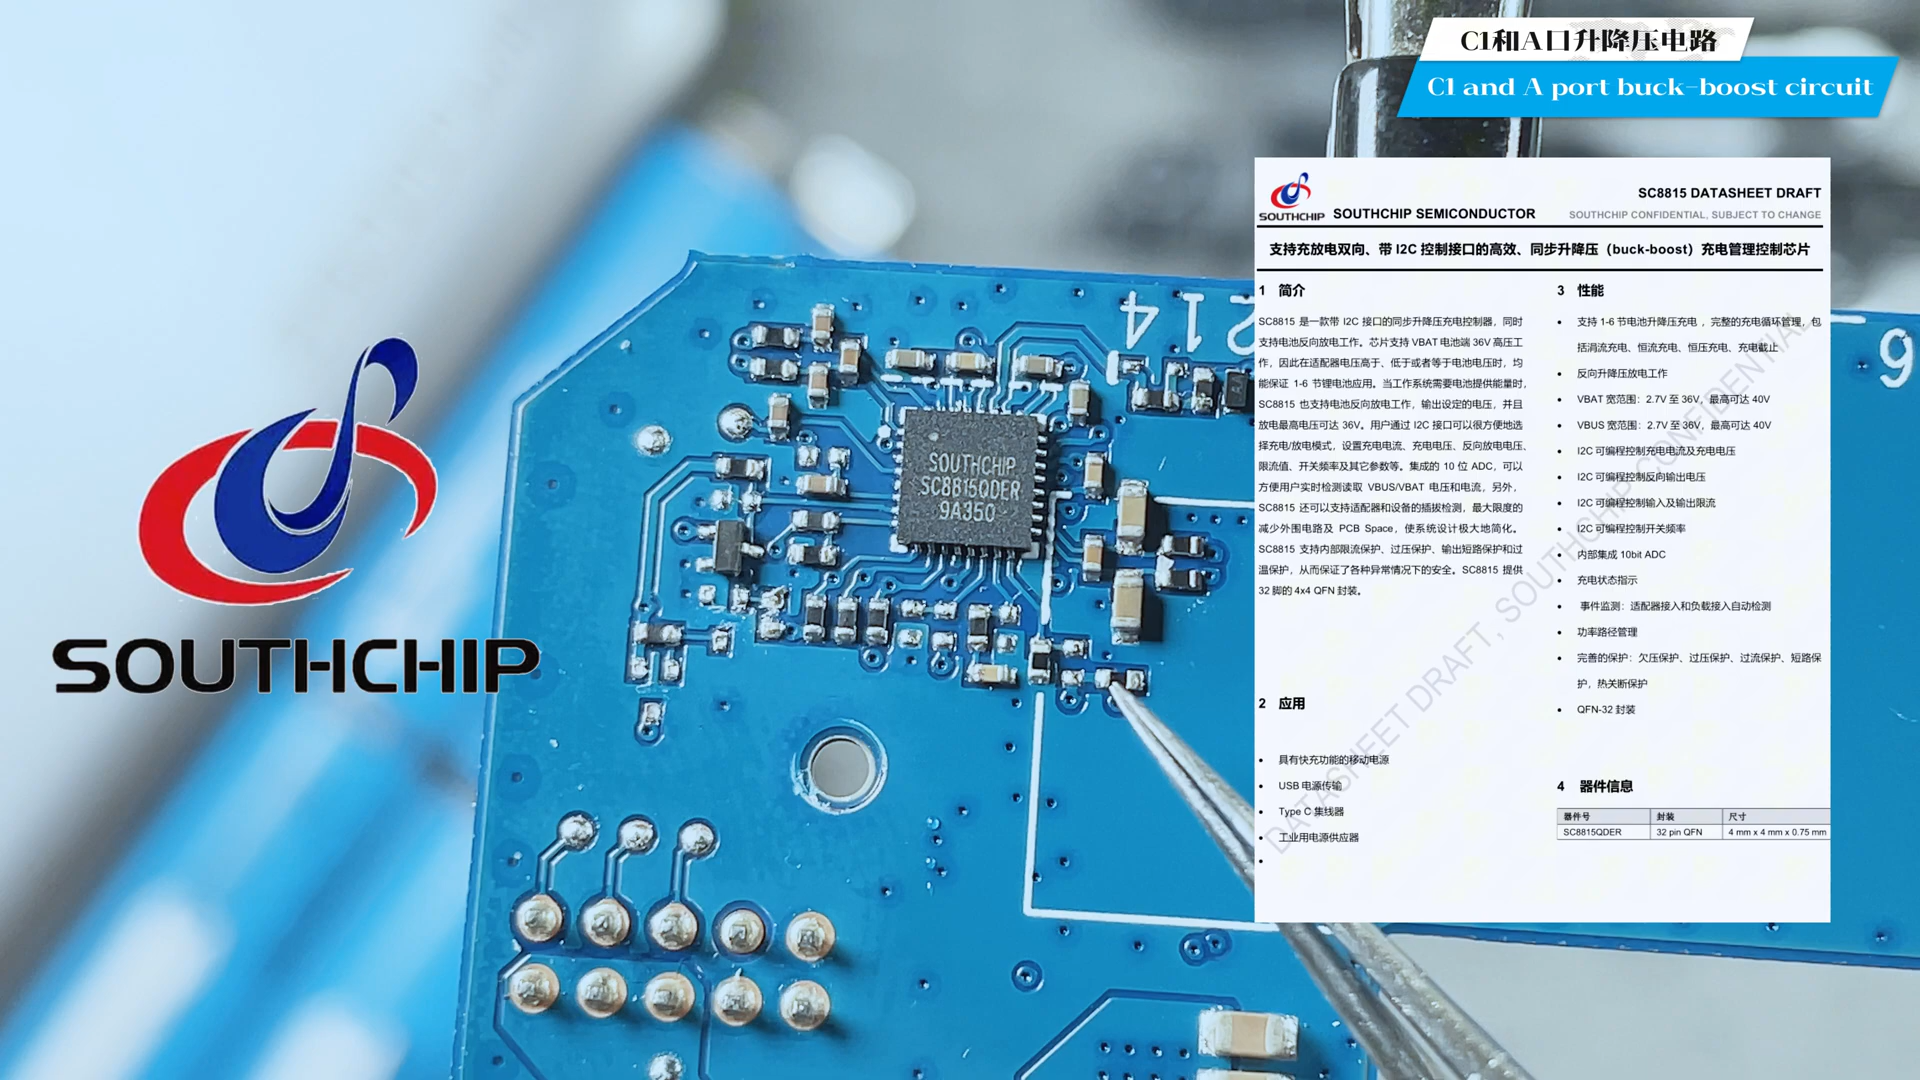 C1和A口升降压电路
C1 and A port buck-boost circuit
SOUTHCHIP
SOUTHCHIP
SC8815QDER
9A350
214
9
SOUTHCHIP
SOUTHCHIP SEMICONDUCTOR
SC8815 DATASHEET DRAFT
SOUTHCHIP CONFIDENTIAL, SUBJECT TO CHANGE
支持充放电双向、带 I2C 控制接口的高效、同步升降压（buck-boost）充电管理控制芯片
1 简介
SC8815 是一款带 I2C 接口的同步升降压充电控制器，同时
支持电池反向放电工作。芯片支持 VBAT 电池端 36V 高压工
作，因此在适配器电压高于、低于或者等于电池电压时，均
能保证 1-6 节锂电池应用。当工作系统需要电池提供能量时，
SC8815 也支持电池反向放电工作，输出设定的电压，并且
放电最高电压可达 36V。用户通过 I2C 接口可以很方便地选
择充电/放电模式，设置充电电流、充电电压、反向放电电压、
限流值、开关频率及其它参数等。集成的 10 位 ADC，可以
方便用户实时检测读取 VBUS/VBAT 电压和电流，另外，
SC8815 还可以支持适配器和设备的插拔检测，最大限度的
减少外围电路及 PCB Space，使系统设计极大地简化。
SC8815 支持内部限流保护、过压保护、输出短路保护和过
温保护，从而保证了各种异常情况下的安全。SC8815 提供
32 脚的 4x4 QFN 封装。
2 应用
• 具有快充功能的移动电源
• USB 电源传输
• Type C 集线器
• 工业用电源供应器
•
3 性能
• 支持 1-6 节电池升降压充电 ，完整的充电循环管理，包
括涓流充电、恒流充电、恒压充电、充电截止
• 反向升降压放电工作
• VBAT 宽范围：2.7V 至 36V，最高可达 40V
• VBUS 宽范围：2.7V 至 36V，最高可达 40V
• I2C 可编程控制充电电流及充电电压
• I2C 可编程控制反向输出电压
• I2C 可编程控制输入及输出限流
• I2C 可编程控制开关频率
• 内部集成 10bit ADC
• 充电状态指示
• 事件监测：适配器接入和负载接入自动检测
• 功率路径管理
• 完善的保护：欠压保护、过压保护、过流保护、短路保
护，热关断保护
• QFN-32 封装
4 器件信息
器件号 封装 尺寸
SC8815QDER 32 pin QFN 4 mm x 4 mm x 0.75 mm
DATASHEET DRAFT, SOUTHCHIP CONFIDENTIAL